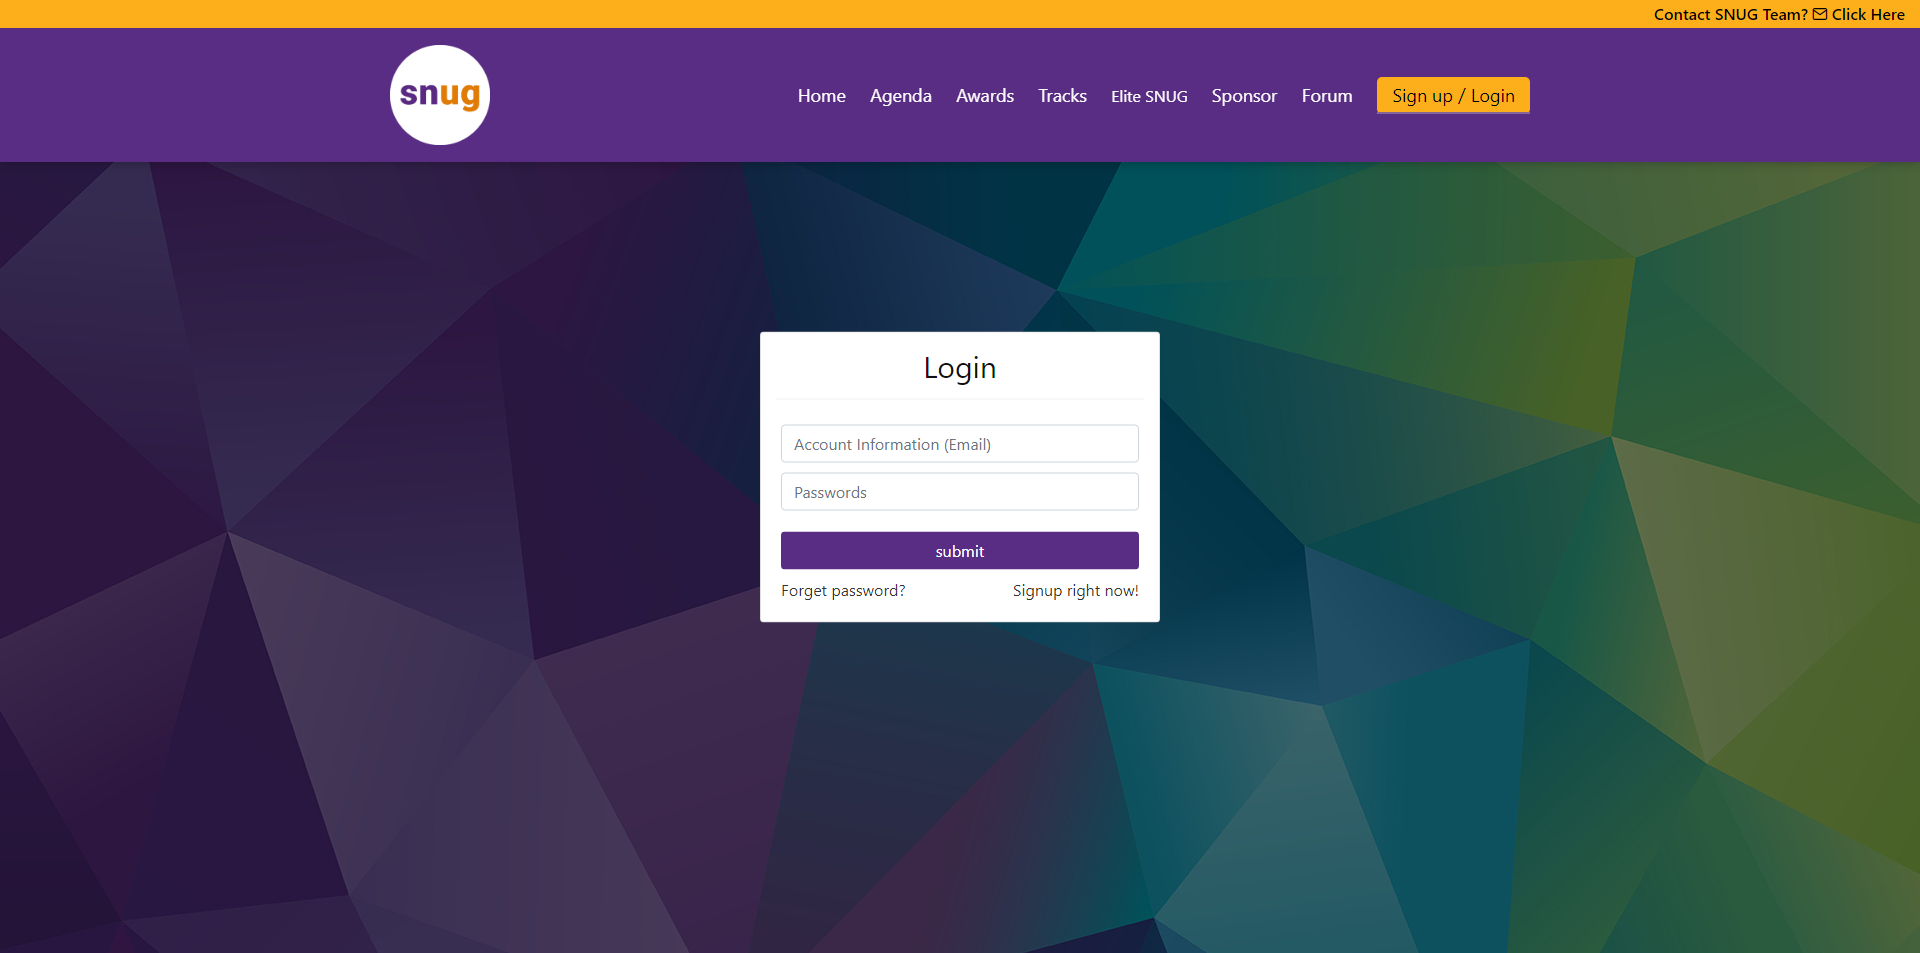 Contact SNUG Team? Click Here
snug
Home Agenda Awards Tracks Elite SNUG Sponsor Forum Sign up / Login
Login
Account Information (Email)
Passwords
submit
Forget password? Signup right now!